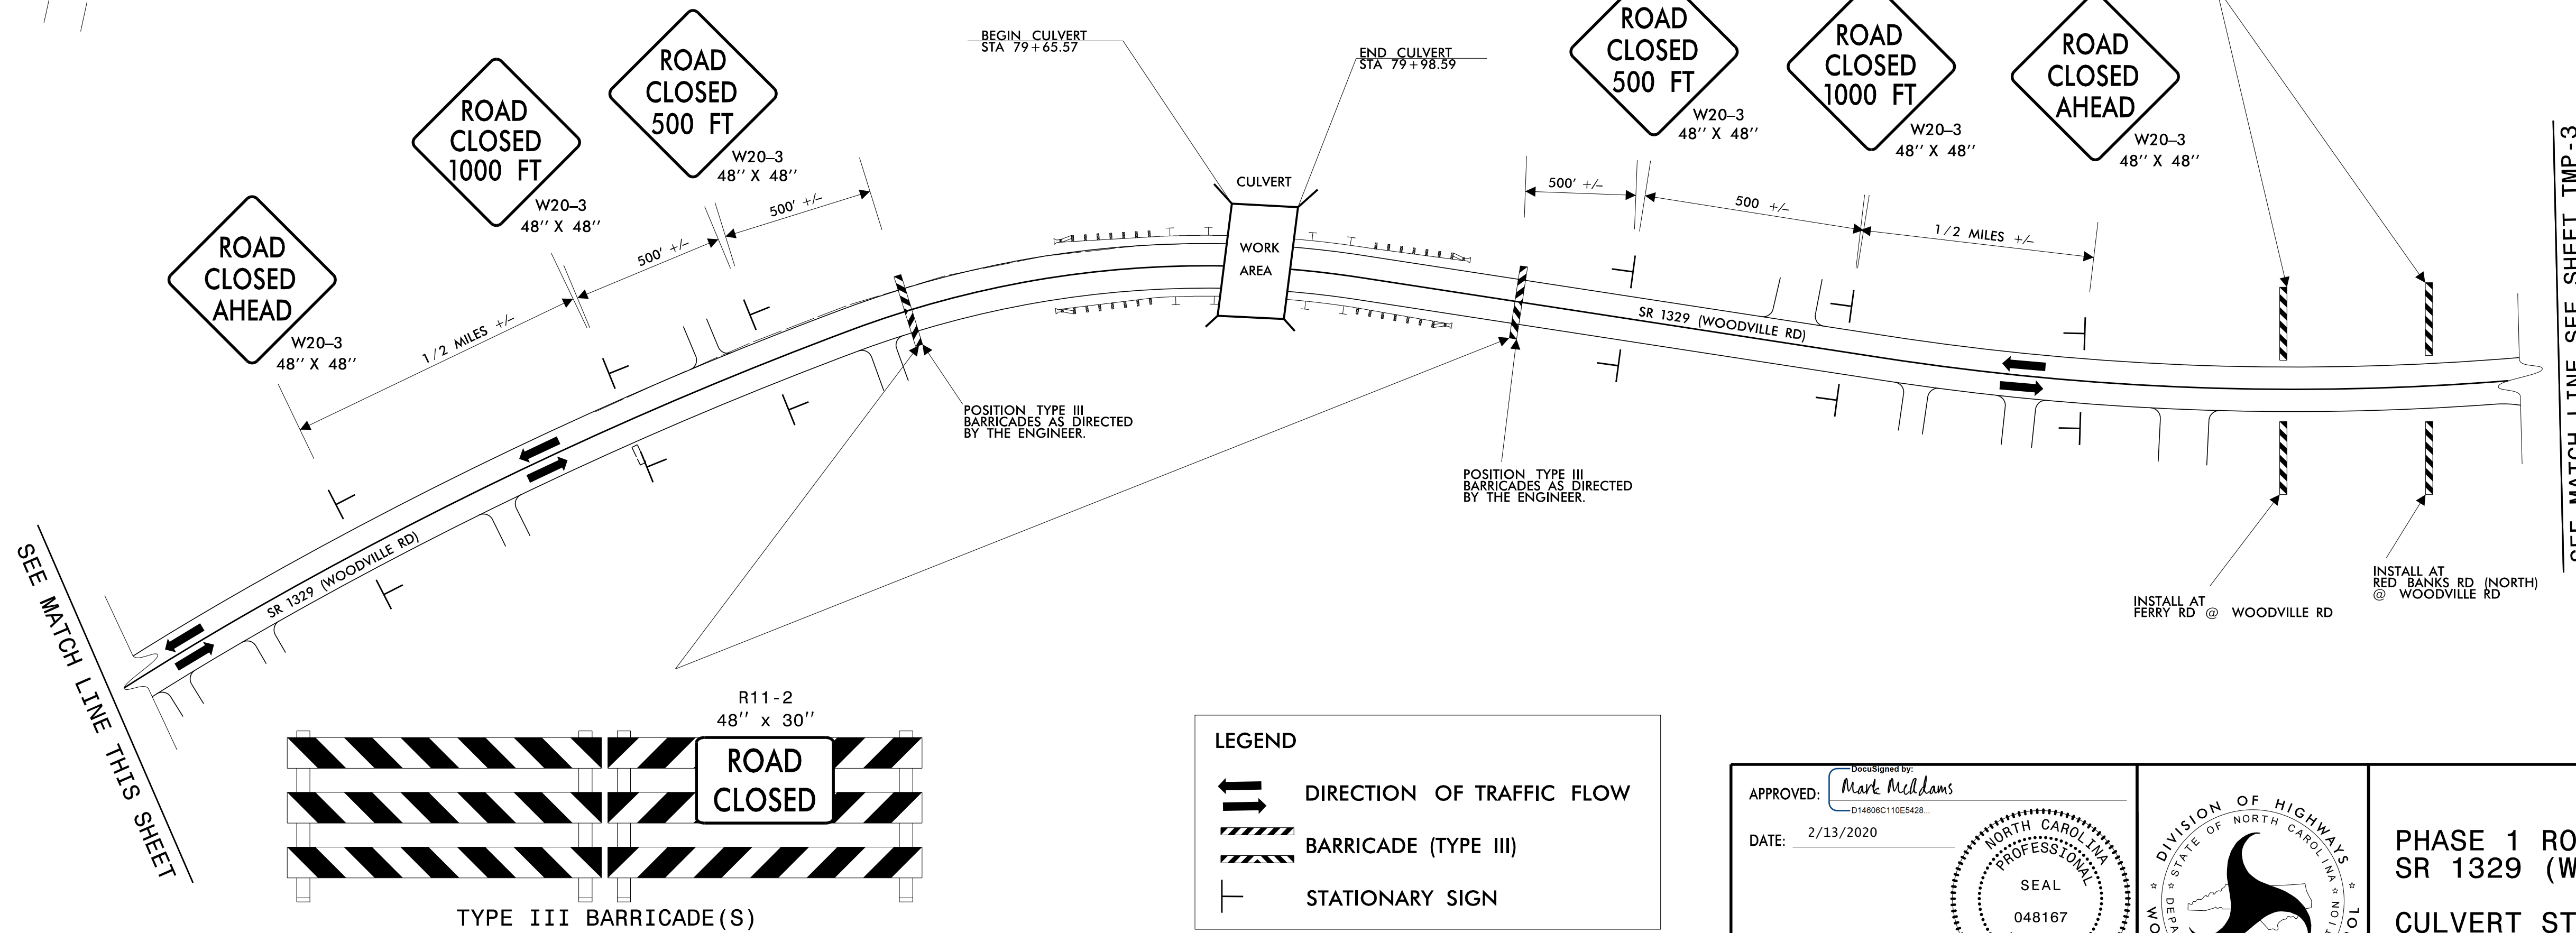 ROAD
CLOSED
AHEAD
W20–3
48'' X 48''
ROAD
CLOSED
1000 FT
W20–3
48'' X 48''
ROAD
CLOSED
500 FT
W20–3
48'' X 48''
1/2 MILES +/–
500' +/–
500' +/–
BEGIN CULVERT
STA 79+65.57
END CULVERT
STA 79+98.59
CULVERT
WORK
AREA
ROAD
CLOSED
500 FT
W20–3
48'' X 48''
ROAD
CLOSED
1000 FT
W20–3
48'' X 48''
ROAD
CLOSED
AHEAD
W20–3
48'' X 48''
500' +/–
500 +/–
1/2 MILES +/–
SR 1329 (WOODVILLE RD)
SR 1329 (WOODVILLE RD)
POSITION TYPE III
BARRICADES AS DIRECTED
BY THE ENGINEER.
POSITION TYPE III
BARRICADES AS DIRECTED
BY THE ENGINEER.
INSTALL AT
FERRY RD @ WOODVILLE RD
INSTALL AT
RED BANKS RD (NORTH)
@ WOODVILLE RD
SEE MATCH LINE THIS SHEET
SEE MATCH LINE SEE SHEET TMP-3
R11-2
48'' x 30''
ROAD
CLOSED
TYPE III BARRICADE(S)
LEGEND
DIRECTION OF TRAFFIC FLOW
BARRICADE (TYPE III)
STATIONARY SIGN
DocuSigned by:
APPROVED: Mark McAdams
D14606C110E5428...
DATE: 2/13/2020
NORTH CAROLINA
PROFESSIONAL
SEAL
048167
DIVISION OF HIGHWAYS
STATE OF NORTH CAROLINA
PHASE 1 RO
SR 1329 (W
CULVERT ST